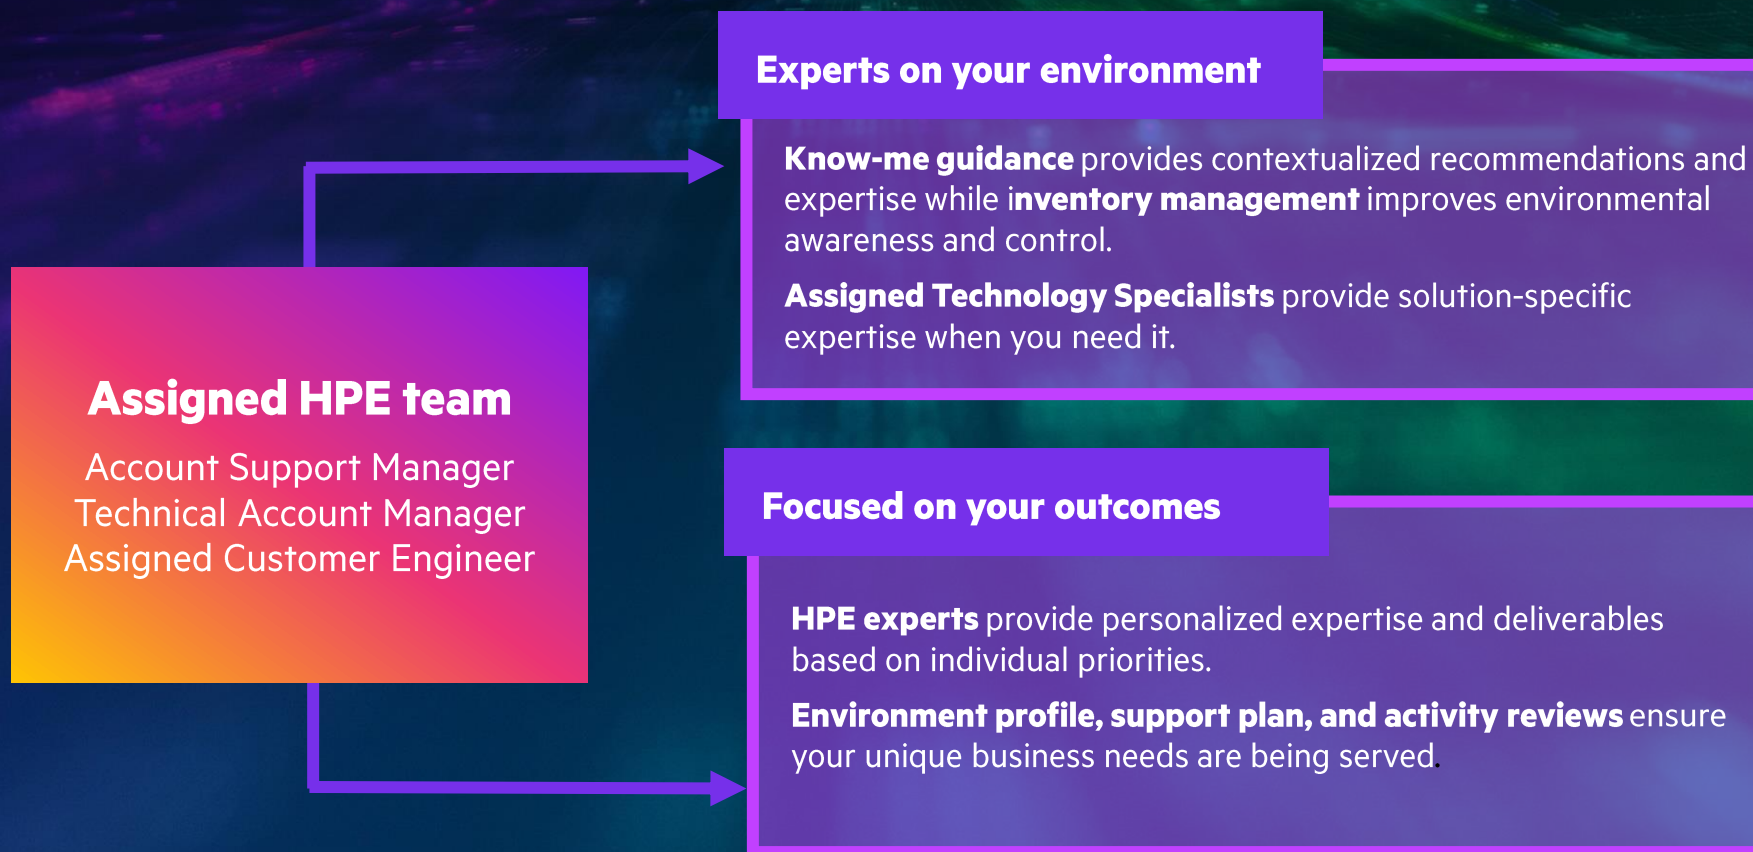 Experts on your environment
Know-me guidance provides contextualized recommendations and
expertise while inventory management improves environmental
awareness and control.
Assigned Technology Specialists provide solution-specific
expertise when you need it.
Assigned HPE team
Account Support Manager
Technical Account Manager
Assigned Customer Engineer
Focused on your outcomes
HPE experts provide personalized expertise and deliverables
based on individual priorities.
Environment profile, support plan, and activity reviews ensure
your unique business needs are being served.